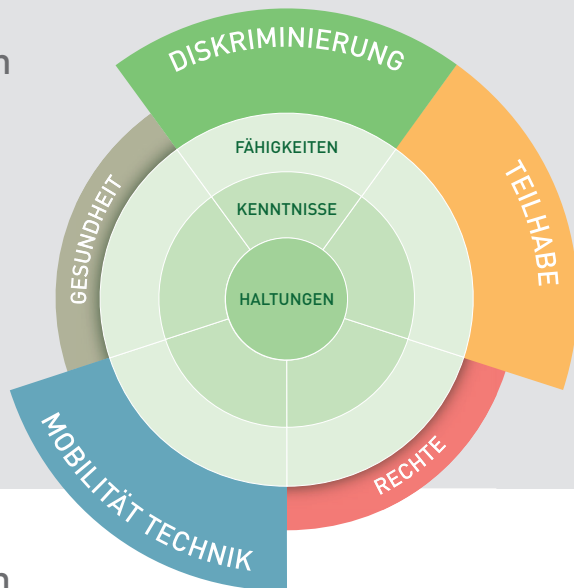 n
DISKRIMINIERUNG
FÄHIGKEITEN
KENNTNISSE
HALTUNGEN
GESUNDHEIT
TEILHABE
RECHTE
MOBILITÄT TECHNIK
n